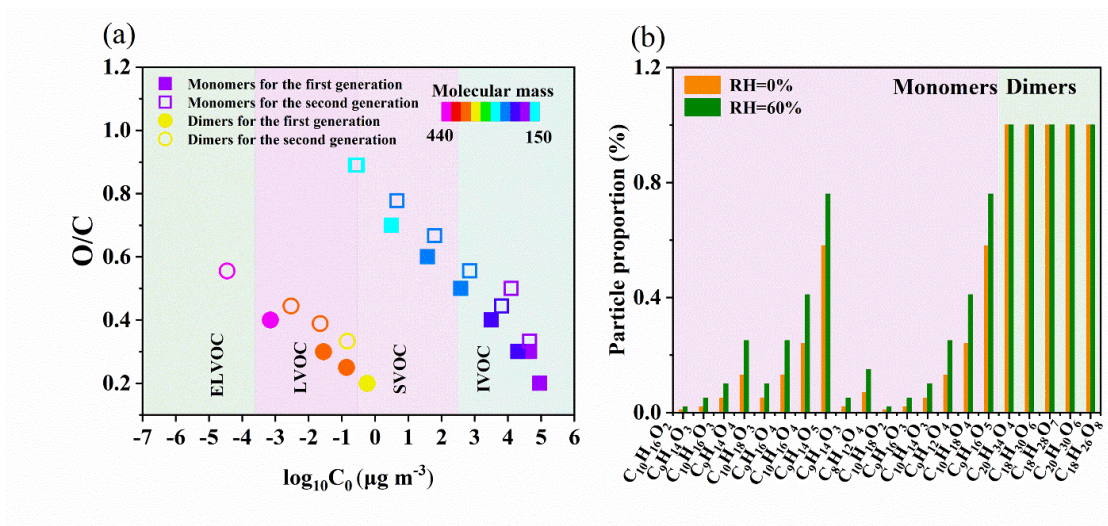 (a)
1.2
1.0
0.8
0.6
0.4
0.2
O/C
Monomers for the first generation
Monomers for the second generation
Dimers for the first generation
Dimers for the second generation
Molecular mass
440
150
ELVOC
LVOC
SVOC
IVOC
-7
-6
-5
-4
-3
-2
-1
0
1
2
3
4
5
6
log₁₀C₀ (µg m⁻³)
(b)
1.2
0.8
0.4
0.0
Particle proportion (%)
RH=0%
RH=60%
Monomers
Dimers
C₁₀H₁₆O₂
C₁₀H₁₆O₃
C₉H₁₄O₄
C₁₀H₁₈O₃
C₉H₁₆O₄
C₁₀H₁₆O₄
C₉H₁₄O₅
C₉H₁₄O₃
C₈H₁₂O₄
C₁₀H₁₈O₂
C₉H₁₆O₃
C₁₀H₁₄O₃
C₉H₁₂O₄
C₁₀H₁₈O₄
C₉H₁₆O₅
C₂₀H₃₄O₄
C₁₈H₃₀O₆
C₁₈H₂₈O₇
C₂₀H₃₀O₆
C₁₈H₂₆O₈